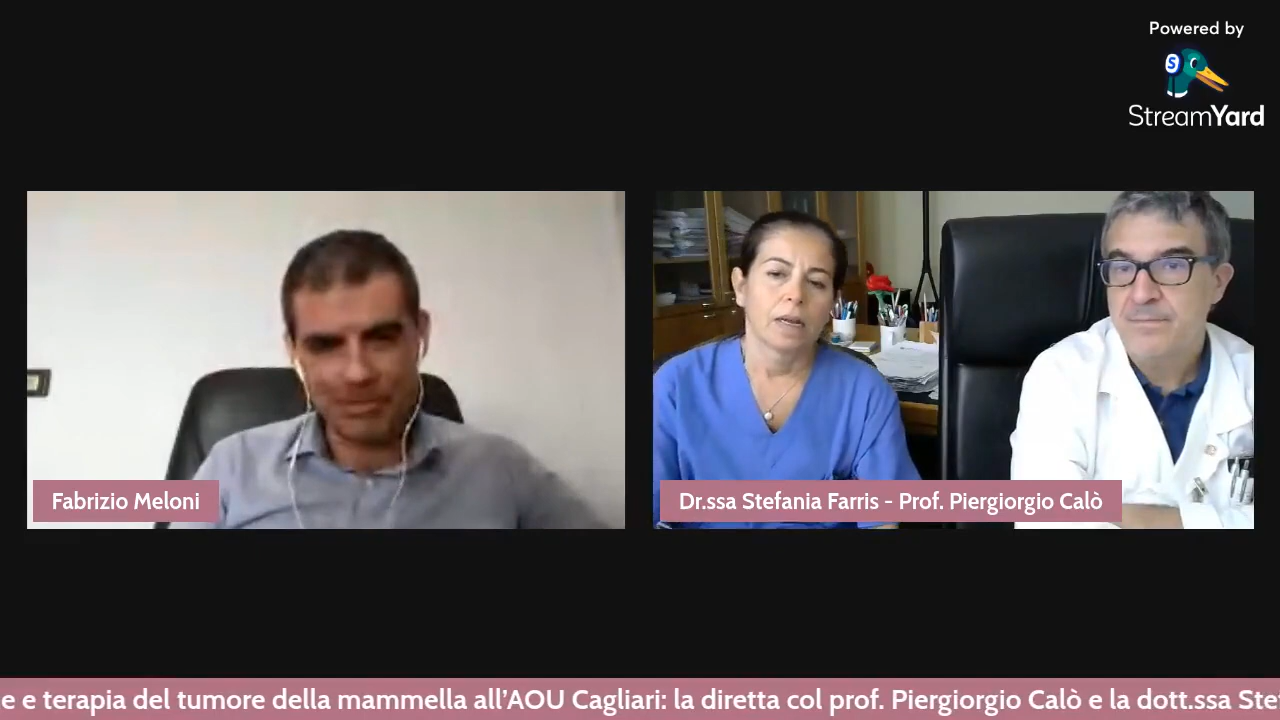 Powered by
S
StreamYard
Fabrizio Meloni
Dr.ssa Stefania Farris - Prof. Piergiorgio Calò
e e terapia del tumore della mammella all'AOU Cagliari: la diretta col prof. Piergiorgio Calò e la dott.ssa Ste